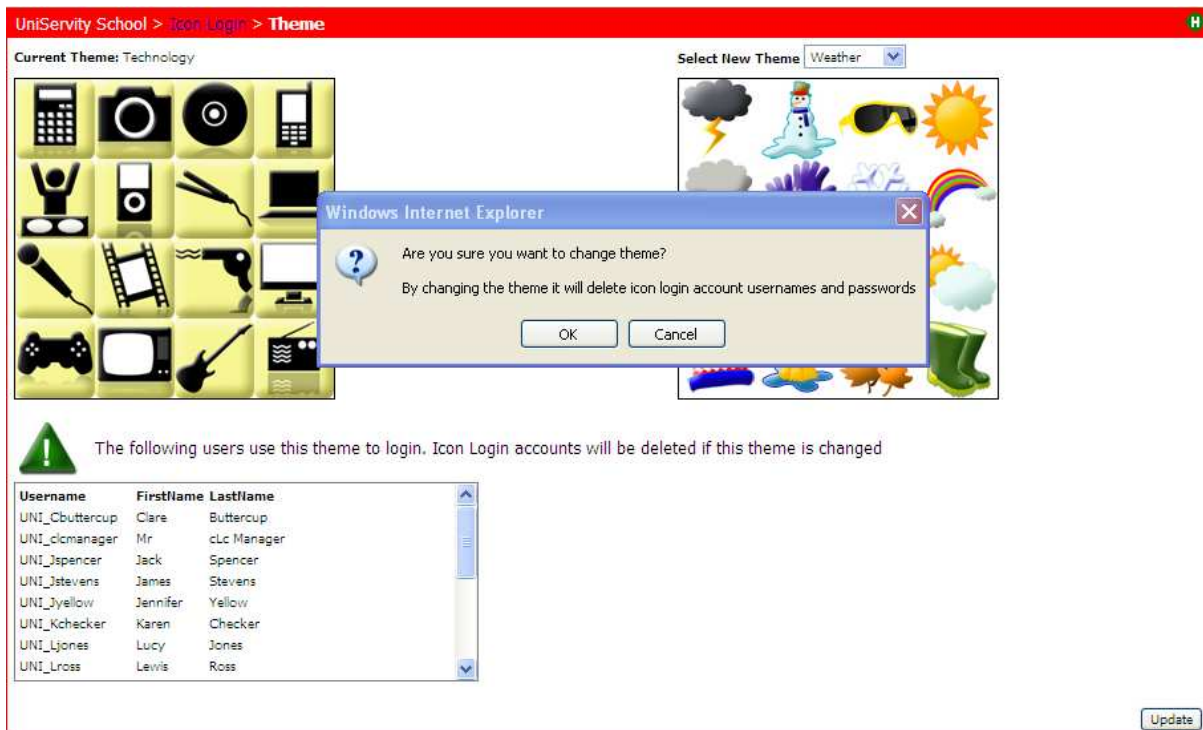 UniServity School > Icon Login > Theme
H
Current Theme: Technology
Select New Theme Weather
Windows Internet Explorer
Are you sure you want to change theme?
By changing the theme it will delete icon login account usernames and passwords
OK Cancel
The following users use this theme to login. Icon Login accounts will be deleted if this theme is changed
Username FirstName LastName
UNI_Cbuttercup Clare Buttercup
UNI_clcmanager Mr cLc Manager
UNI_Jspencer Jack Spencer
UNI_Jstevens James Stevens
UNI_Jyellow Jennifer Yellow
UNI_Kchecker Karen Checker
UNI_Ljones Lucy Jones
UNI_Lross Lewis Ross
Update